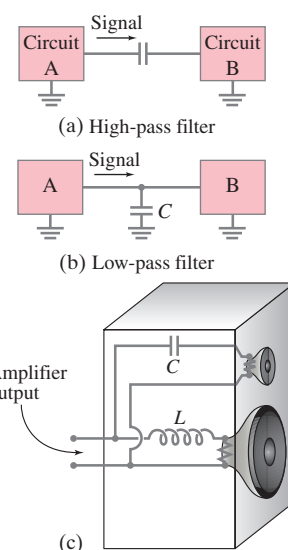 Signal
Circuit
A
Circuit
B
(a) High-pass filter
Signal
A
B
C
(b) Low-pass filter
C
Amplifier
output
L
(c)